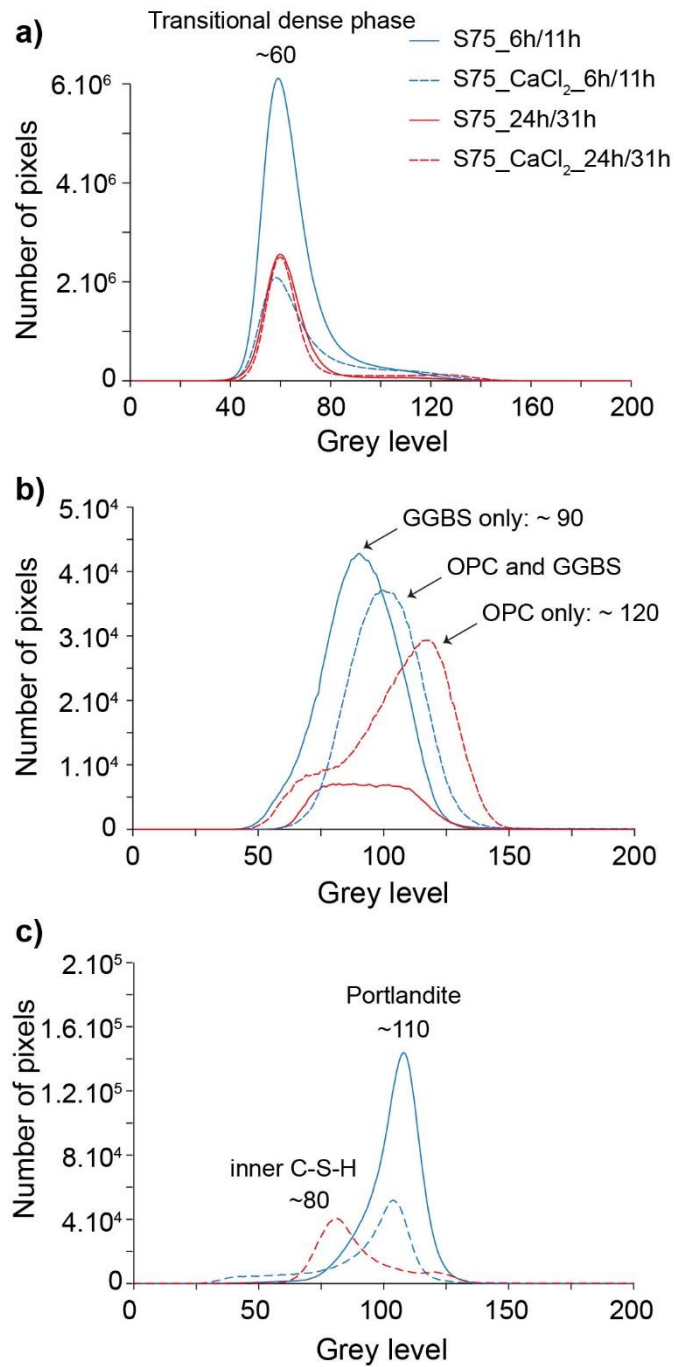 a)
Transitional dense phase
~60
S75_6h/11h
S75_CaCl₂_6h/11h
S75_24h/31h
S75_CaCl₂_24h/31h
Number of pixels
6.10⁶
4.10⁶
2.10⁶
0
0 40 80 120 160 200
Grey level
b)
GGBS only: ~ 90
OPC and GGBS
OPC only: ~ 120
Number of pixels
5.10⁴
4.10⁴
3.10⁴
2.10⁴
1.10⁴
0
0 50 100 150 200
Grey level
c)
Portlandite
~110
inner C-S-H
~80
Number of pixels
2.10⁵
1.6.10⁵
1.2.10⁵
8.10⁴
4.10⁴
0
0 50 100 150 200
Grey level